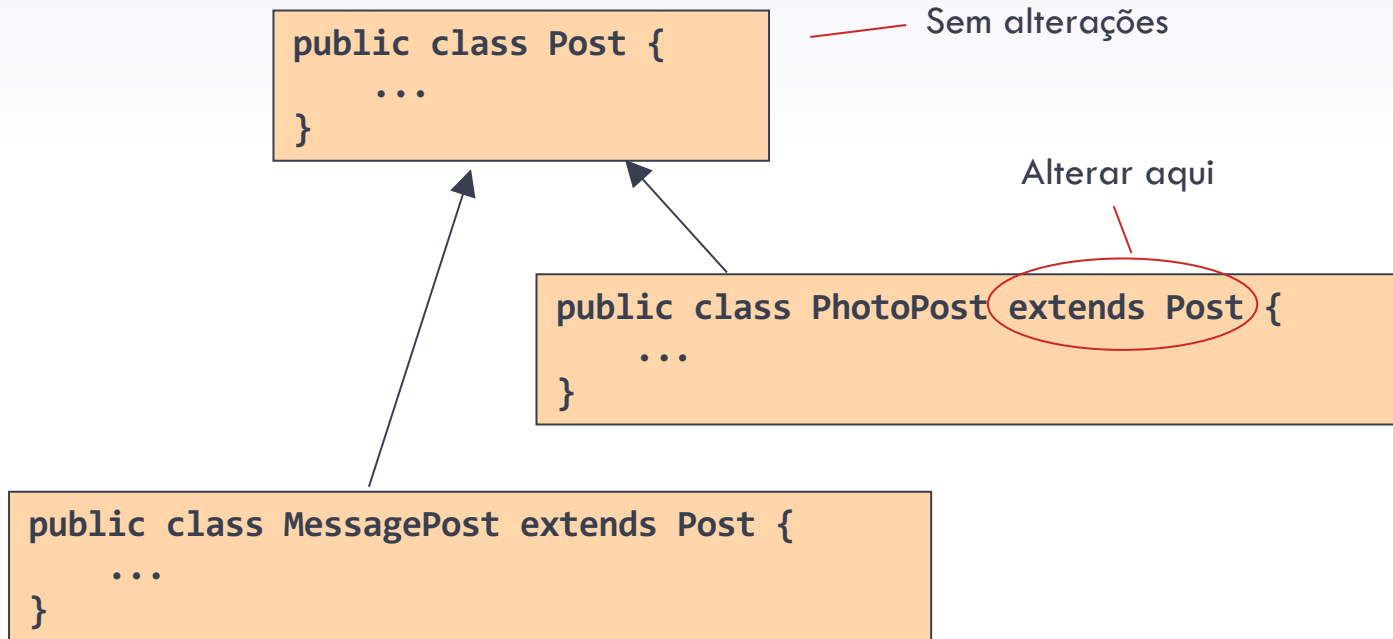 public class Post {
...
}
Sem alterações
Alterar aqui
public class PhotoPost extends Post {
...
}
public class MessagePost extends Post {
...
}